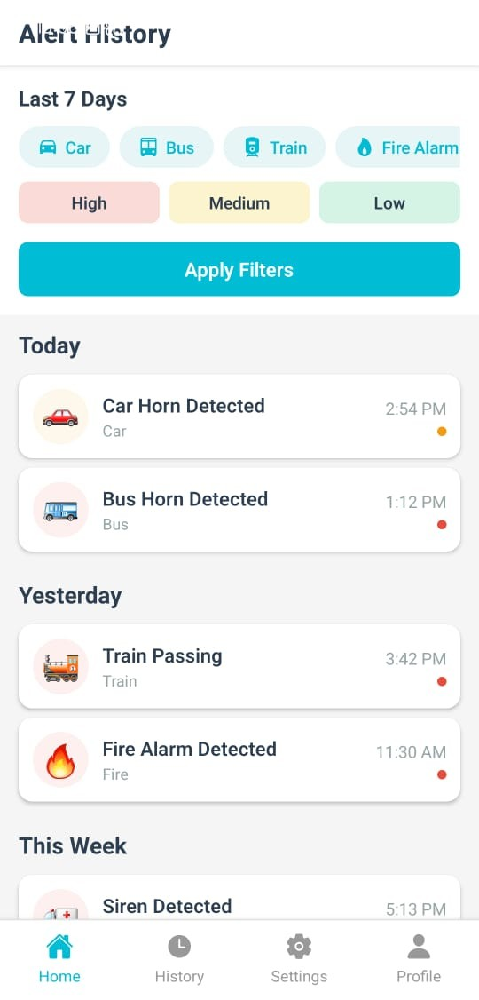 Alert History
Last 7 Days
Car
Bus
Train
Fire Alarm
High
Medium
Low
Apply Filters
Today
Car Horn Detected
2:54 PM
Car
Bus Horn Detected
1:12 PM
Bus
Yesterday
Train Passing
3:42 PM
Train
Fire Alarm Detected
11:30 AM
Fire
This Week
Siren Detected
5:13 PM
Home
History
Settings
Profile